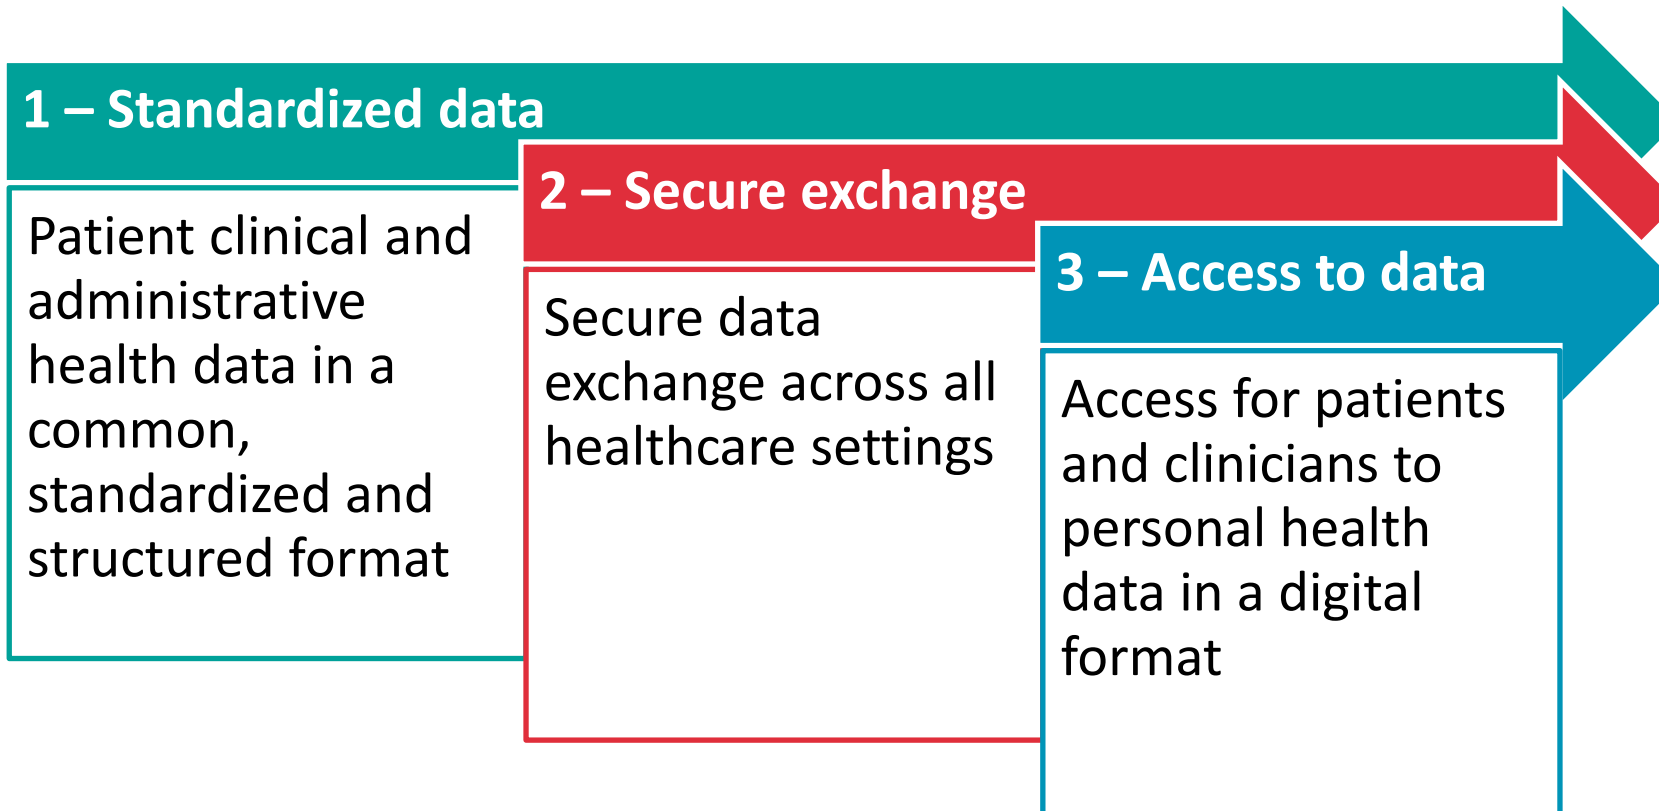 1 – Standardized data
Patient clinical and
administrative
health data in a
common,
standardized and
structured format
2 – Secure exchange
Secure data
exchange across all
healthcare settings
3 – Access to data
Access for patients
and clinicians to
personal health
data in a digital
format